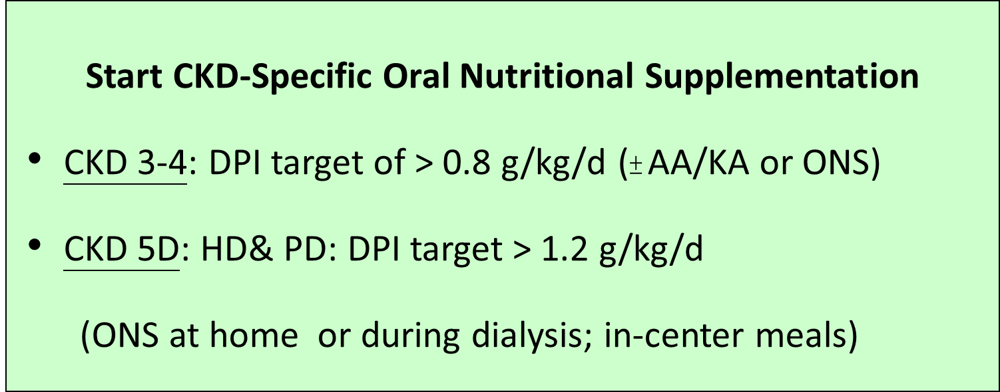 Start CKD-Specific Oral Nutritional Supplementation
• CKD 3-4: DPI target of > 0.8 g/kg/d (±AA/KA or ONS)
• CKD 5D: HD& PD: DPI target > 1.2 g/kg/d
(ONS at home  or during dialysis; in-center meals)